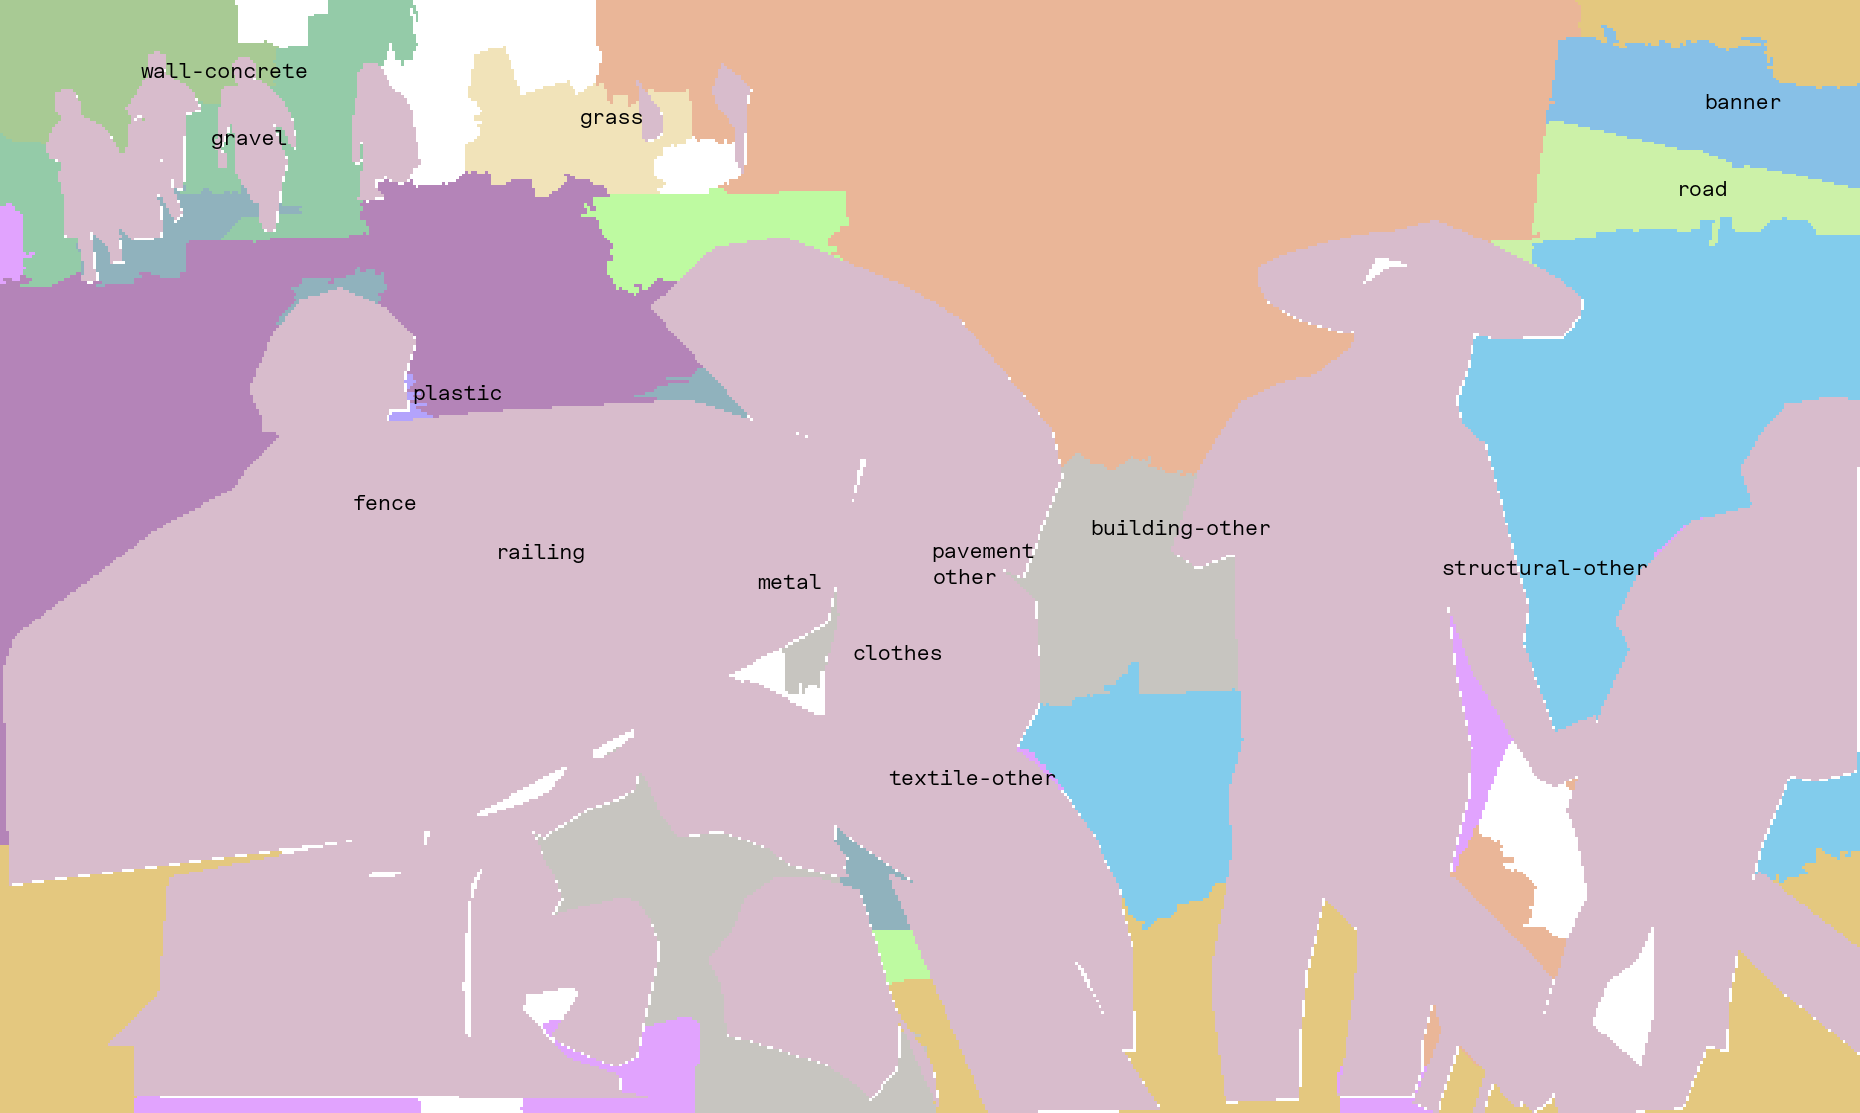 wall-concrete
banner
grass
gravel
road
plastic
fence
building-other
railing
pavement
other
structural-other
metal
clothes
textile-other